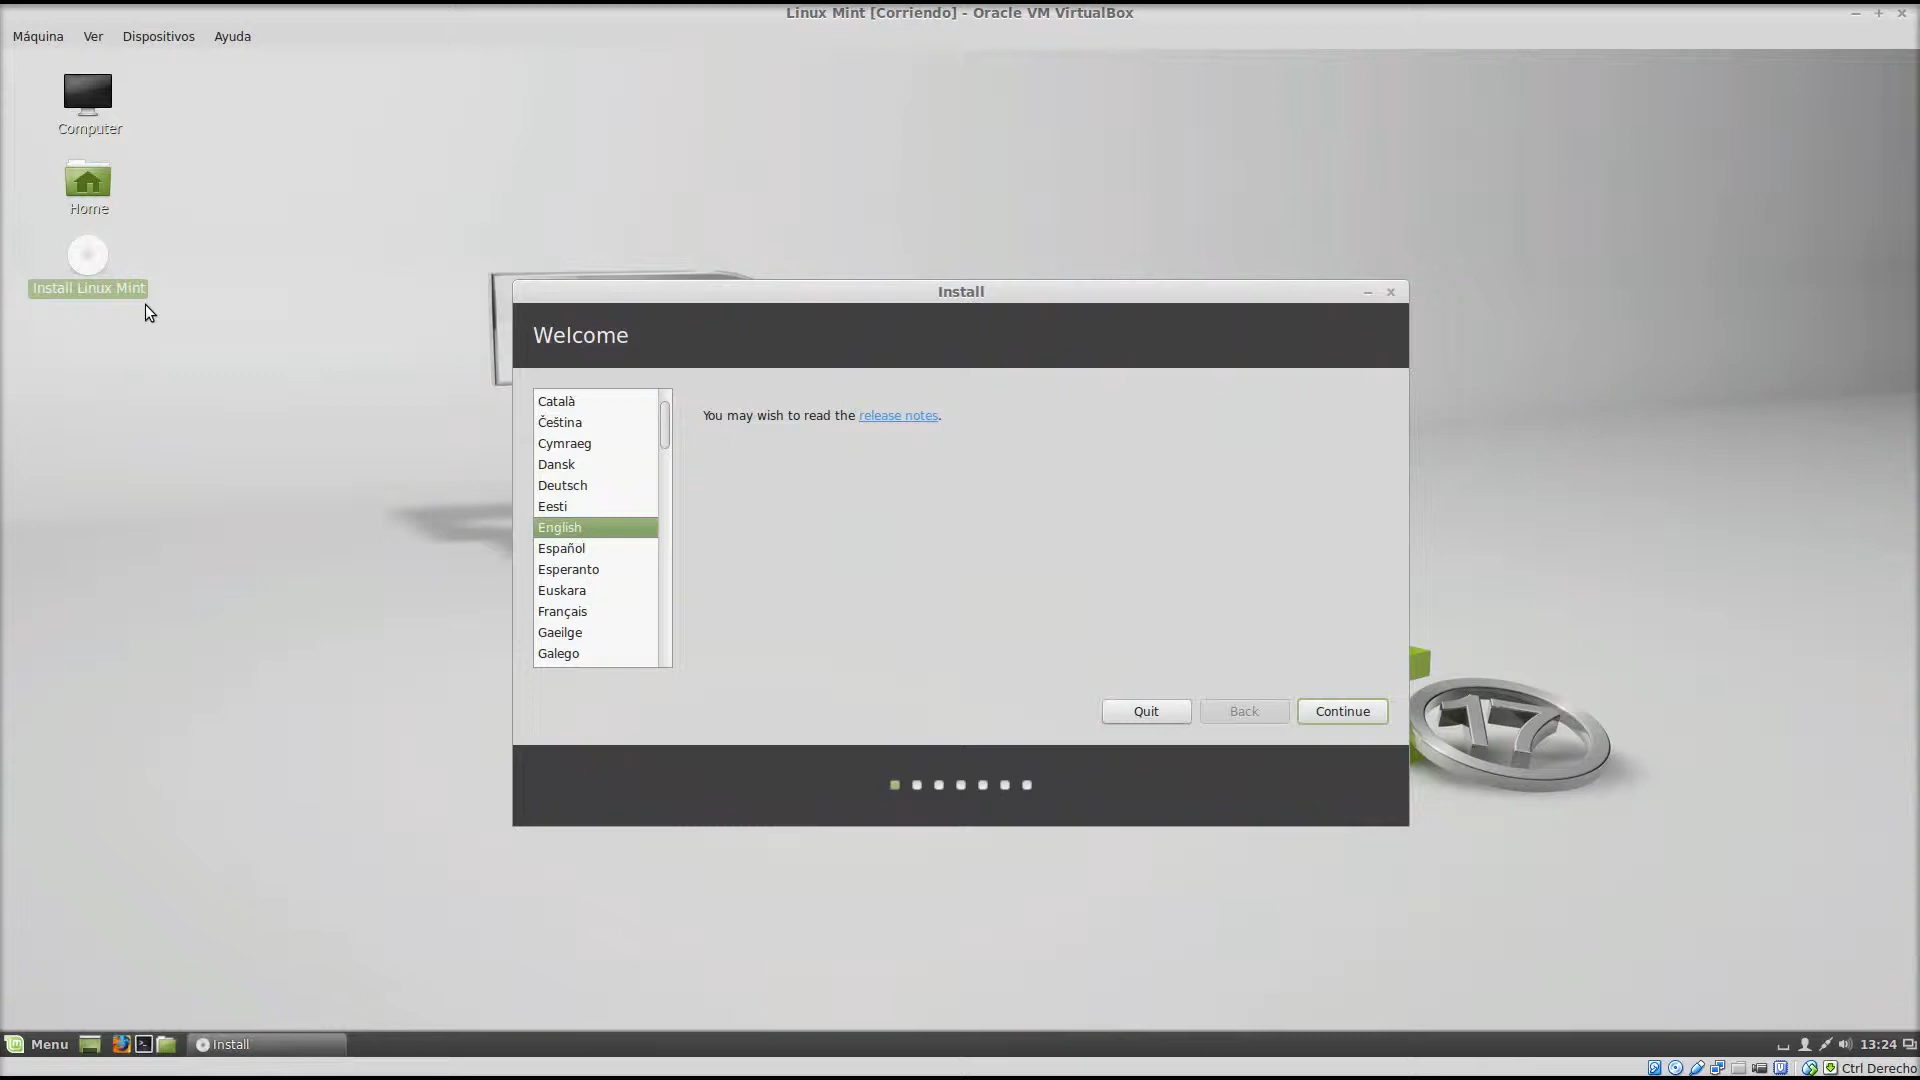 Linux Mint [Corriendo] - Oracle VM VirtualBox
Máquina Ver Dispositivos Ayuda
Computer
Home
Install Linux Mint
Install
Welcome
Català
Čeština
Cymraeg
Dansk
Deutsch
Eesti
English
Español
Esperanto
Euskara
Français
Gaeilge
Galego
You may wish to read the release notes.
Quit Back Continue
17
Menu Install 13:24
Ctrl Derecho